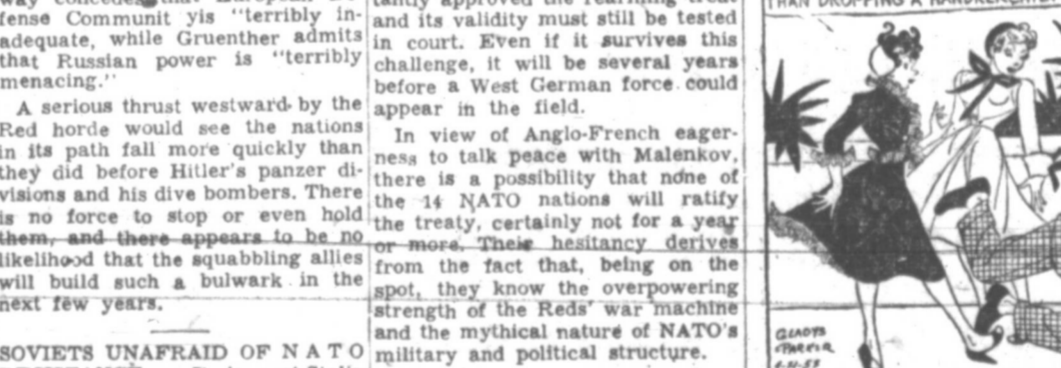 way concedes that European De-
fense Communit yis "terribly in-
adequate, while Gruenther admits
that Russian power is "terribly
menacing."
A serious thrust westward by the
Red horde would see the nations
in its path fall more quickly than
they did before Hitler's panzer di-
visions and his dive bombers. There
is no force to stop or even hold
them, and there appears to be no
likelihood that the squabbling allies
will build such a bulwark in the
next few years.
SOVIETS UNAFRAID OF NATO
tantly approved the rearming treat
and its validity must still be tested
in court. Even if it survives this
challenge, it will be several years
before a West German force could
appear in the field.
In view of Anglo-French eager-
ness to talk peace with Malenkov,
there is a possibility that none of
the 14 NATO nations will ratify
the treaty, certainly not for a year
or more. Their hesitancy derives
from the fact that, being on the
spot, they know the overpowering
strength of the Reds' war machine
and the mythical nature of NATO's
military and political structure.
THAN DROPPING A HANDKERCHIEF
GLADYS
PARKER